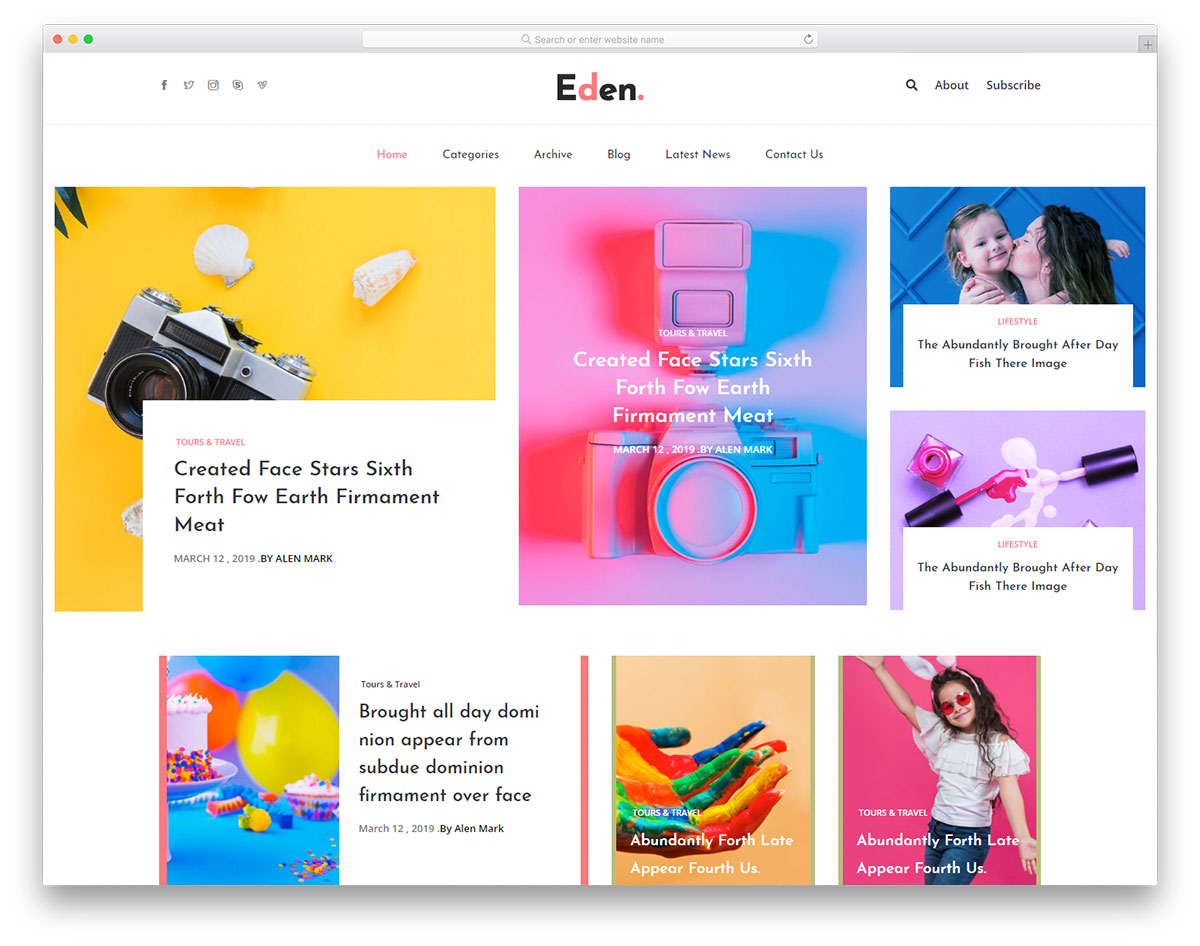 Search or enter website name
Eden.
About Subscribe
Home Categories Archive Blog Latest News Contact Us
TOURS & TRAVEL
Created Face Stars Sixth
Forth Fow Earth Firmament
Meat
MARCH 12 , 2019 .BY ALEN MARK
TOURS & TRAVEL
Created Face Stars Sixth
Forth Fow Earth
Firmament Meat
MARCH 12 , 2019 .BY ALEN MARK
LIFESTYLE
The Abundantly Brought After Day
Fish There Image
LIFESTYLE
The Abundantly Brought After Day
Fish There Image
Tours & Travel
Brought all day domi
nion appear from
subdue dominion
firmament over face
March 12 , 2019 .By Alen Mark
TOURS & TRAVEL
Abundantly Forth Late
Appear Fourth Us.
TOURS & TRAVEL
Abundantly Forth Late
Appear Fourth Us.